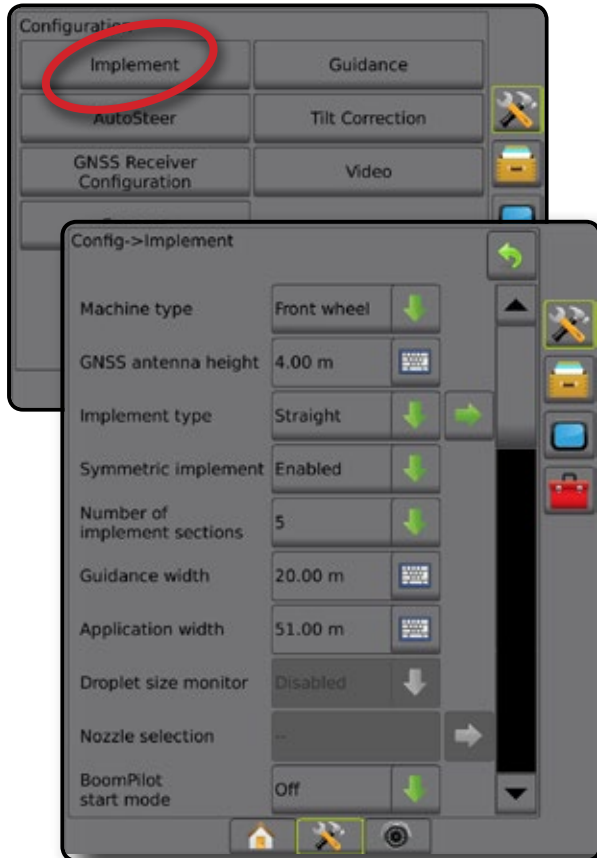 Configuration
Implement
Guidance
AutoSteer
Tilt Correction
GNSS Receiver
Configuration
Video
Config->Implement
Machine type
Front wheel
GNSS antenna height
4.00 m
Implement type
Straight
Symmetric implement
Enabled
Number of
implement sections
5
Guidance width
20.00 m
Application width
51.00 m
Droplet size monitor
Disabled
Nozzle selection
--
BoomPilot
start mode
Off